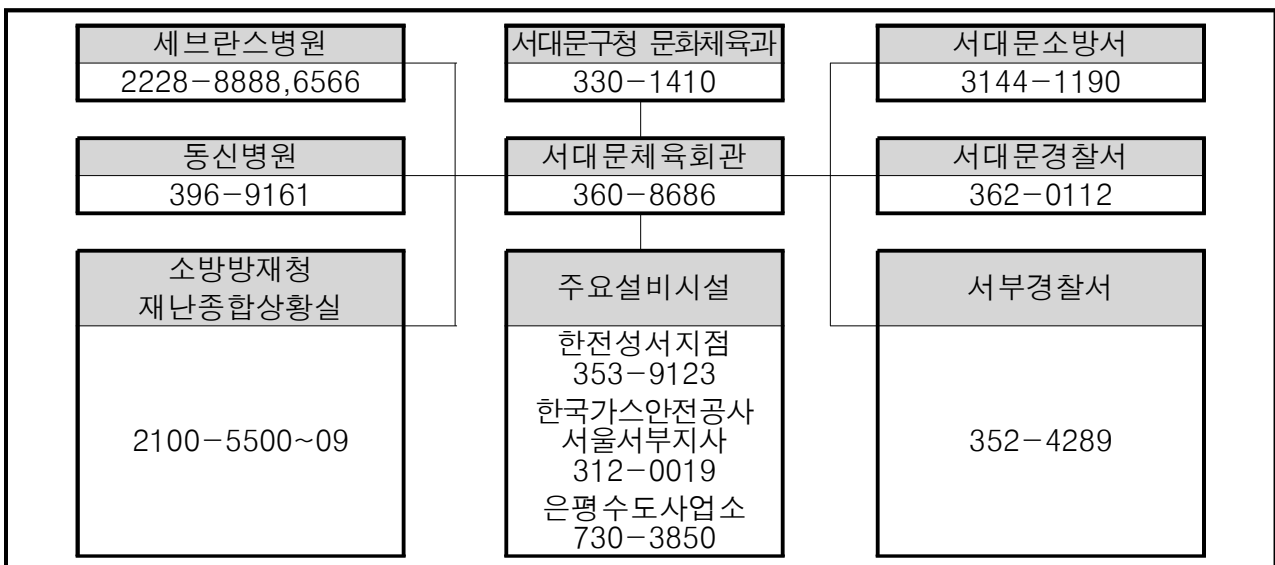 세브란스병원
2228-8888,6566
서대문구청 문화체육과
330-1410
서대문소방서
3144-1190
동신병원
396-9161
서대문체육회관
360-8686
서대문경찰서
362-0112
소방방재청
재난종합상황실
2100-5500~09
주요설비시설
한전성서지점
353-9123
한국가스안전공사
서울서부지사
312-0019
은평수도사업소
730-3850
서부경찰서
352-4289